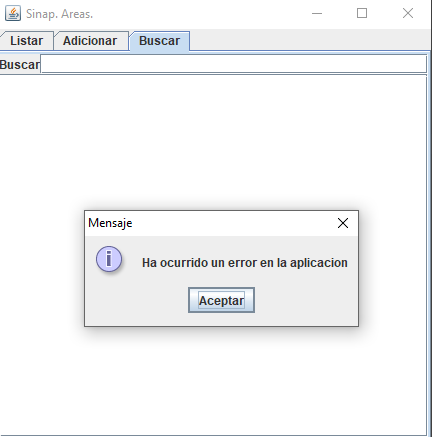 Sinap. Areas.
Listar Adicionar Buscar
Buscar
Mensaje
Ha ocurrido un error en la aplicacion
Aceptar